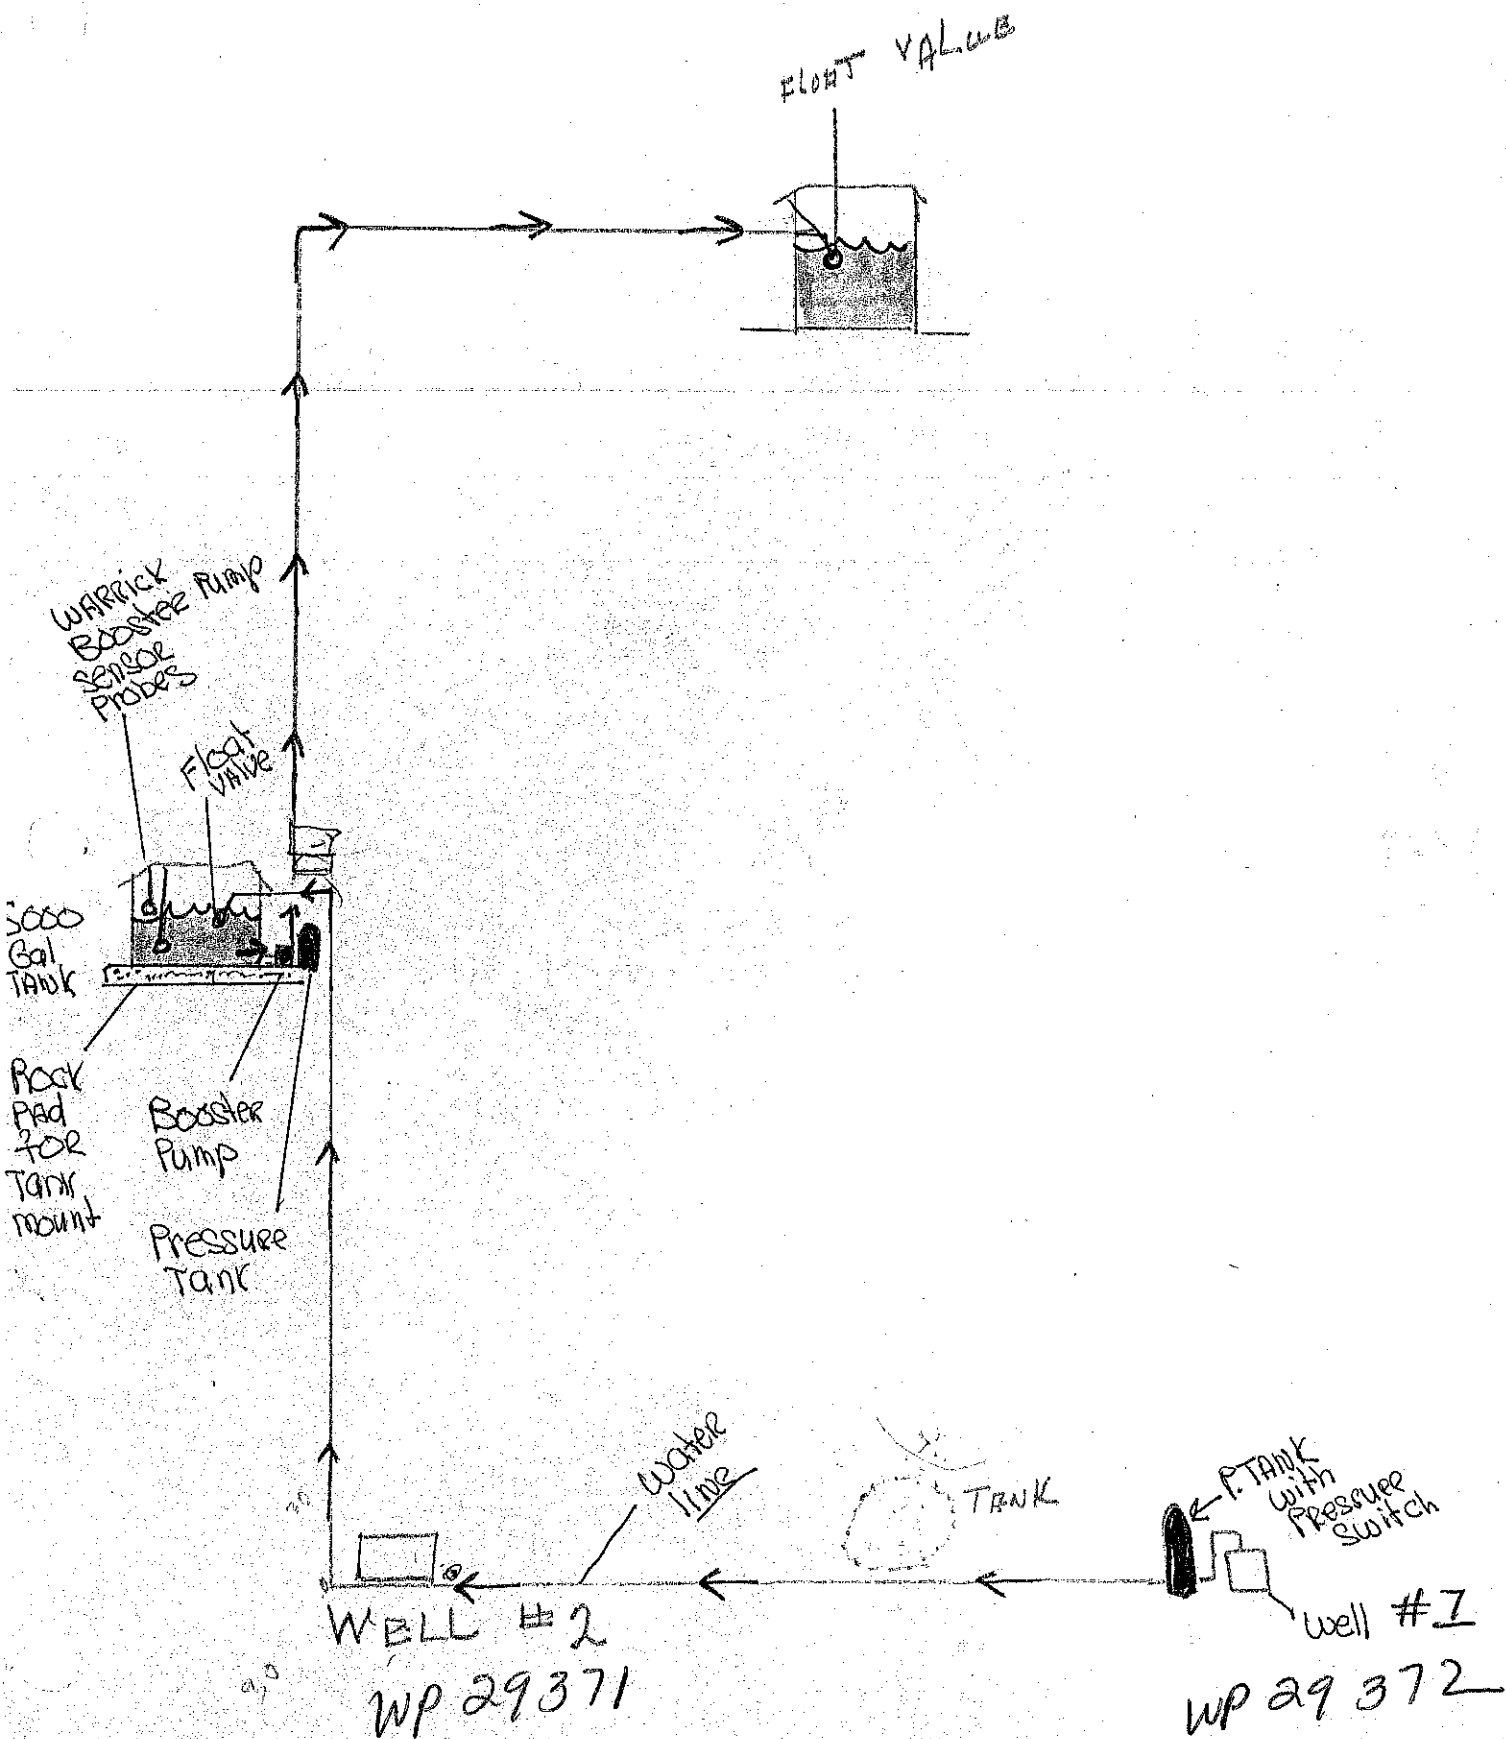 FLOAT VALUE
WARRICK
BOOSTER PUMP
SENSOR
PROBES
Float
VALVE
5000
Gal.
TANK
Rock
PAD
FOR
Tank
mount
Booster
Pump
Pressure
Tank
Water
line
TANK
P. TANK
with
PRESSURE
Switch
WELL #2
WP 29371
Well #1
WP 29372